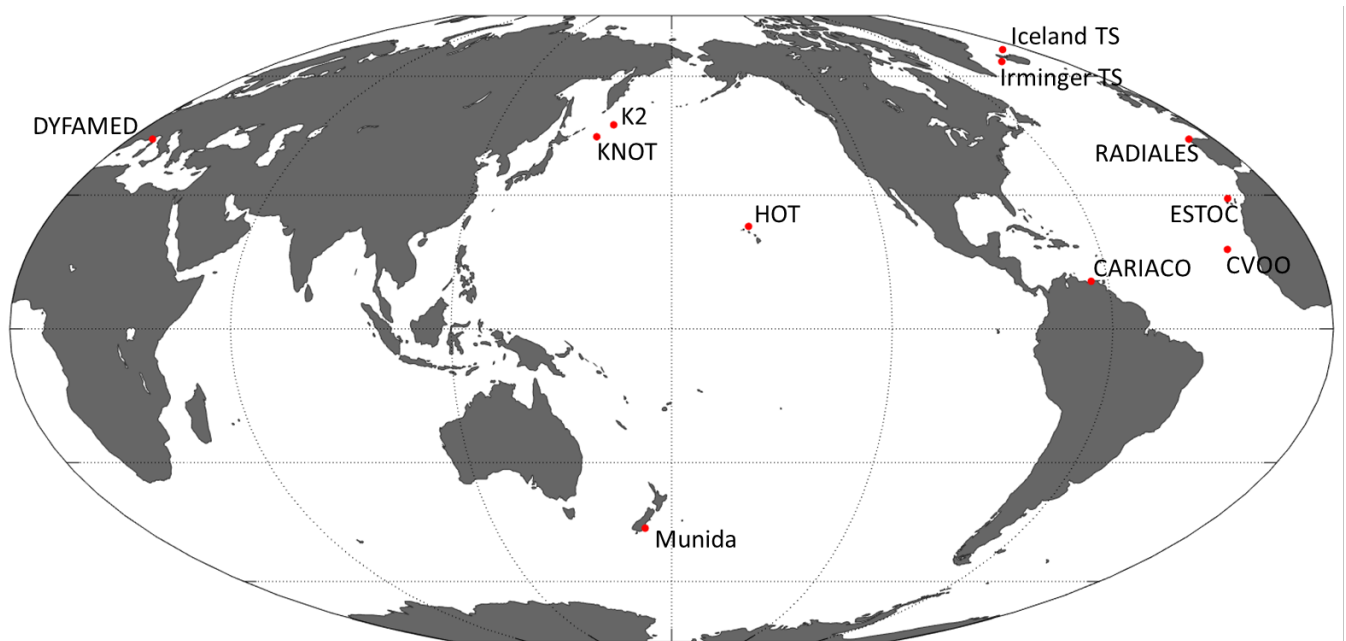 Iceland TS
Irminger TS
DYFAMED
K2
KNOT
RADIALES
HOT
ESTOC
CARIACO
CVOO
Munida